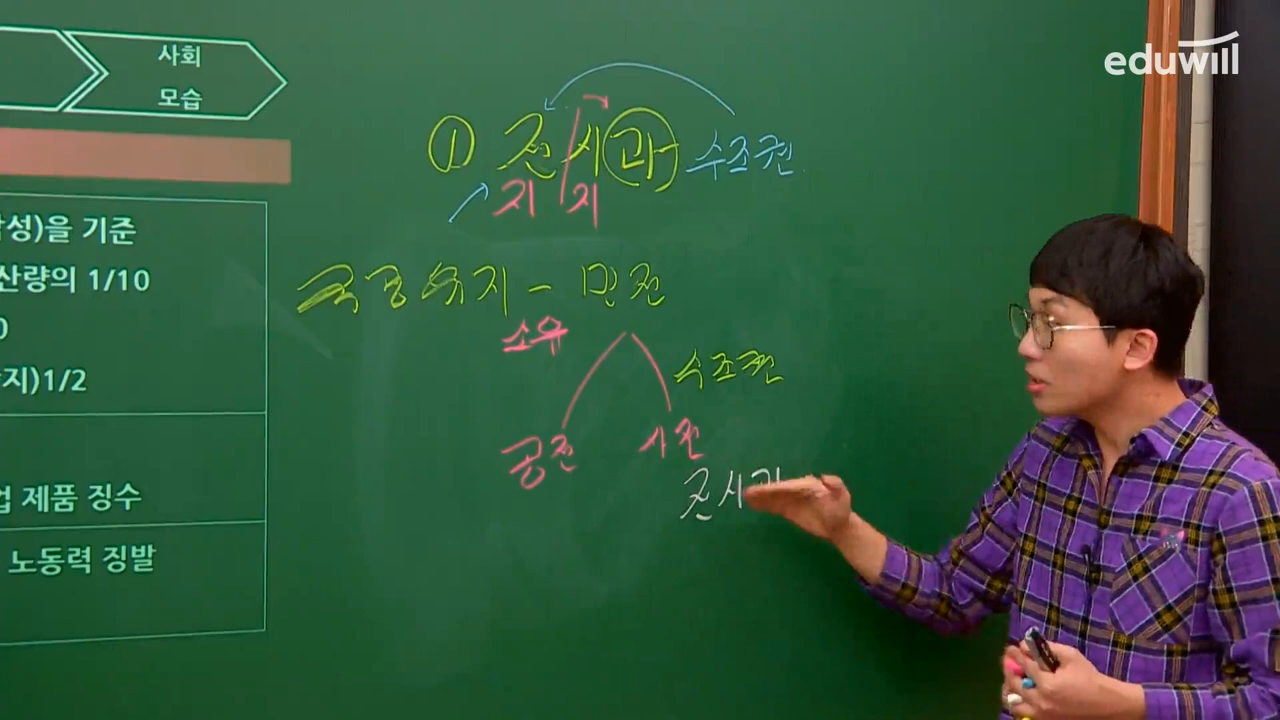 eduwill
사회
모습
① 전시과 수조권
지 지
성)을 기준
산량의 1/10
0
지)1/2
국공유지 - 민전
소유
수조권
공전 사전
전시과
업 제품 징수
노동력 징발